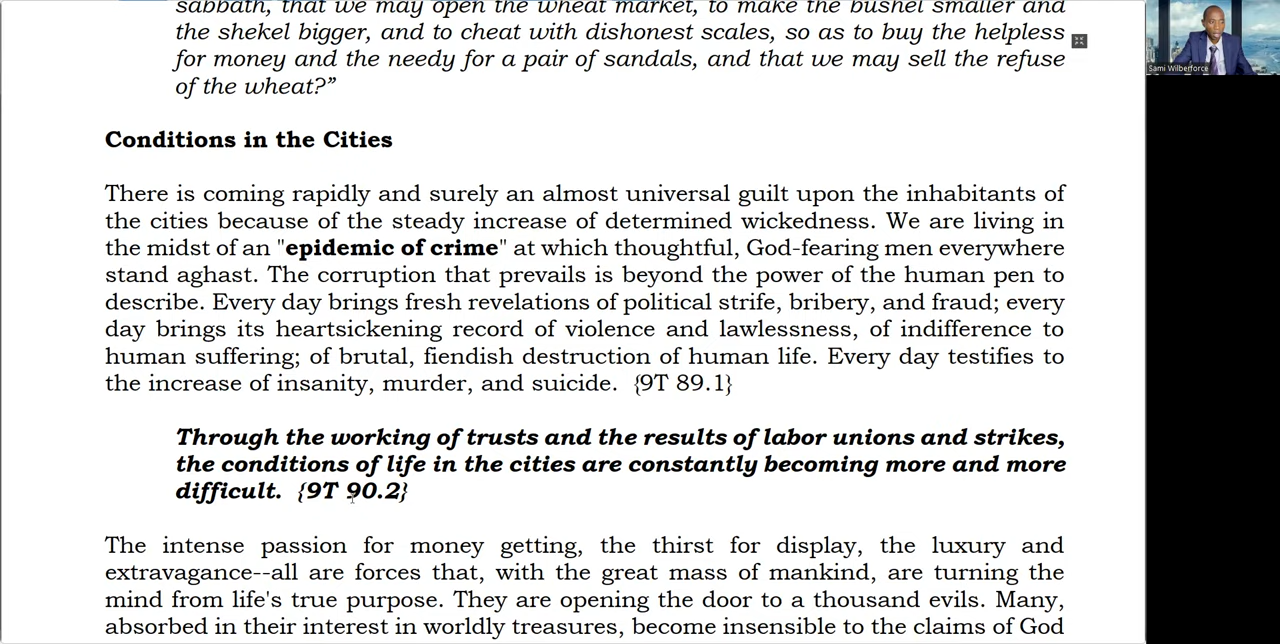 sabbath, that we may open the wheat market, to make the bushel smaller and
the shekel bigger, and to cheat with dishonest scales, so as to buy the helpless
for money and the needy for a pair of sandals, and that we may sell the refuse
of the wheat?”
Sami Wilberforce
Conditions in the Cities
There is coming rapidly and surely an almost universal guilt upon the inhabitants of
the cities because of the steady increase of determined wickedness. We are living in
the midst of an "epidemic of crime" at which thoughtful, God-fearing men everywhere
stand aghast. The corruption that prevails is beyond the power of the human pen to
describe. Every day brings fresh revelations of political strife, bribery, and fraud; every
day brings its heartsickening record of violence and lawlessness, of indifference to
human suffering; of brutal, fiendish destruction of human life. Every day testifies to
the increase of insanity, murder, and suicide. {9T 89.1}
Through the working of trusts and the results of labor unions and strikes,
the conditions of life in the cities are constantly becoming more and more
difficult. {9T 90.2}
The intense passion for money getting, the thirst for display, the luxury and
extravagance--all are forces that, with the great mass of mankind, are turning the
mind from life's true purpose. They are opening the door to a thousand evils. Many,
absorbed in their interest in worldly treasures, become insensible to the claims of God